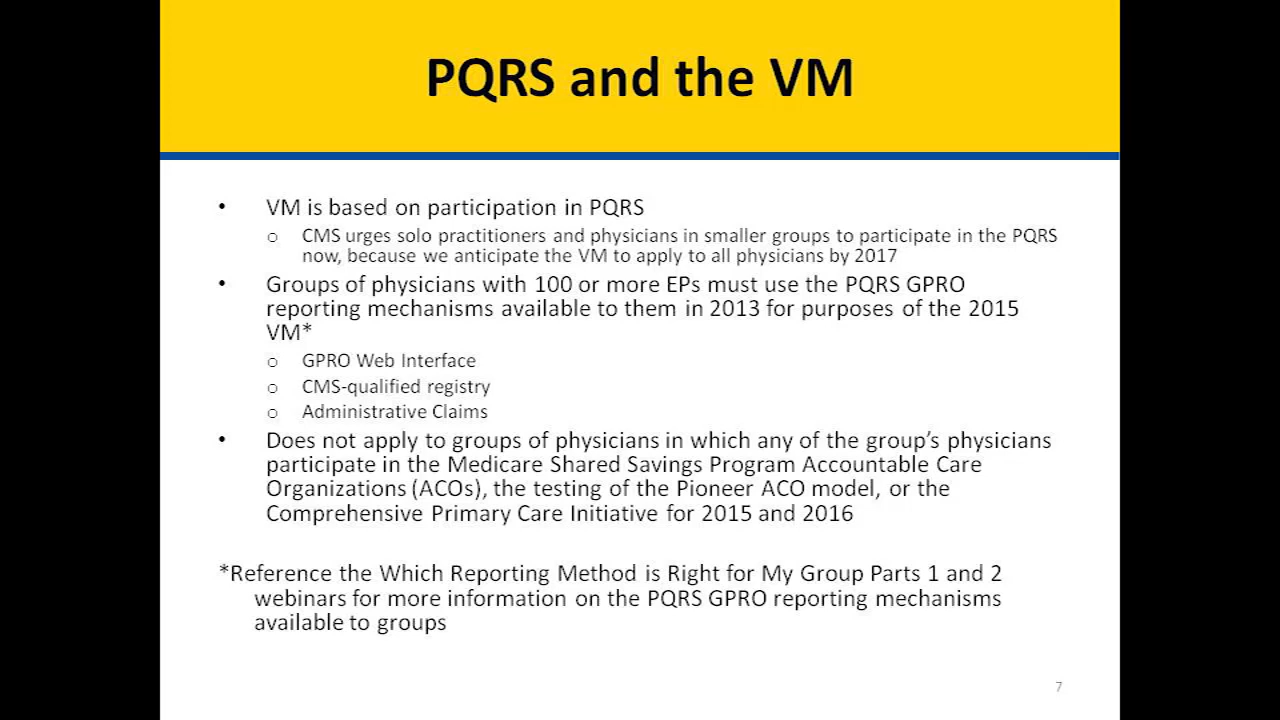 PQRS and the VM
• VM is based on participation in PQRS
o CMS urges solo practitioners and physicians in smaller groups to participate in the PQRS
now, because we anticipate the VM to apply to all physicians by 2017
• Groups of physicians with 100 or more EPs must use the PQRS GPRO
reporting mechanisms available to them in 2013 for purposes of the 2015
VM*
o GPRO Web Interface
o CMS-qualified registry
o Administrative Claims
• Does not apply to groups of physicians in which any of the group’s physicians
participate in the Medicare Shared Savings Program Accountable Care
Organizations (ACOs), the testing of the Pioneer ACO model, or the
Comprehensive Primary Care Initiative for 2015 and 2016
*Reference the Which Reporting Method is Right for My Group Parts 1 and 2
webinars for more information on the PQRS GPRO reporting mechanisms
available to groups
7